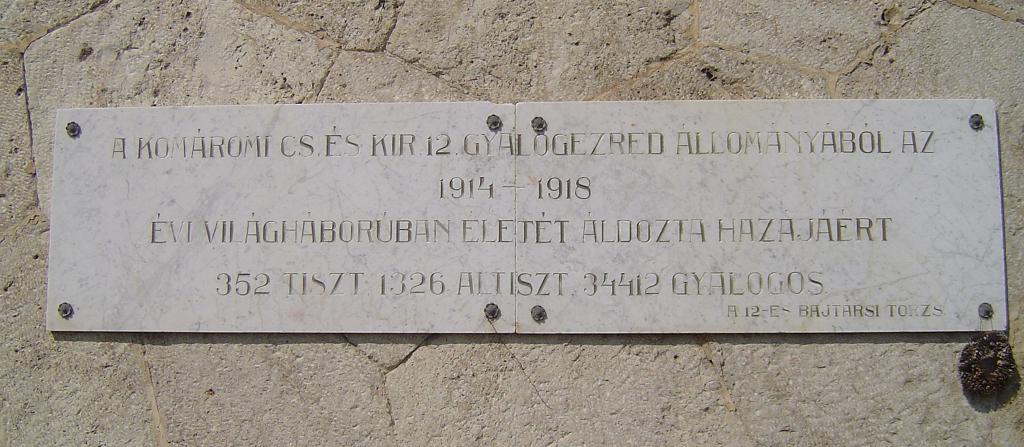 A KOMÁROMI CS. ÉS KIR. 12. GYALOGEZRED ÁLLOMÁNYÁBÓL AZ
1914 – 1918
ÉVI VILÁGHÁBORÚBAN ÉLETÉT ÁLDOZTA HAZÁJÁÉRT
352 TISZT, 1326 ALTISZT, 34412 GYALOGOS
A 12-ES BAJTÁRSI TÖRZS